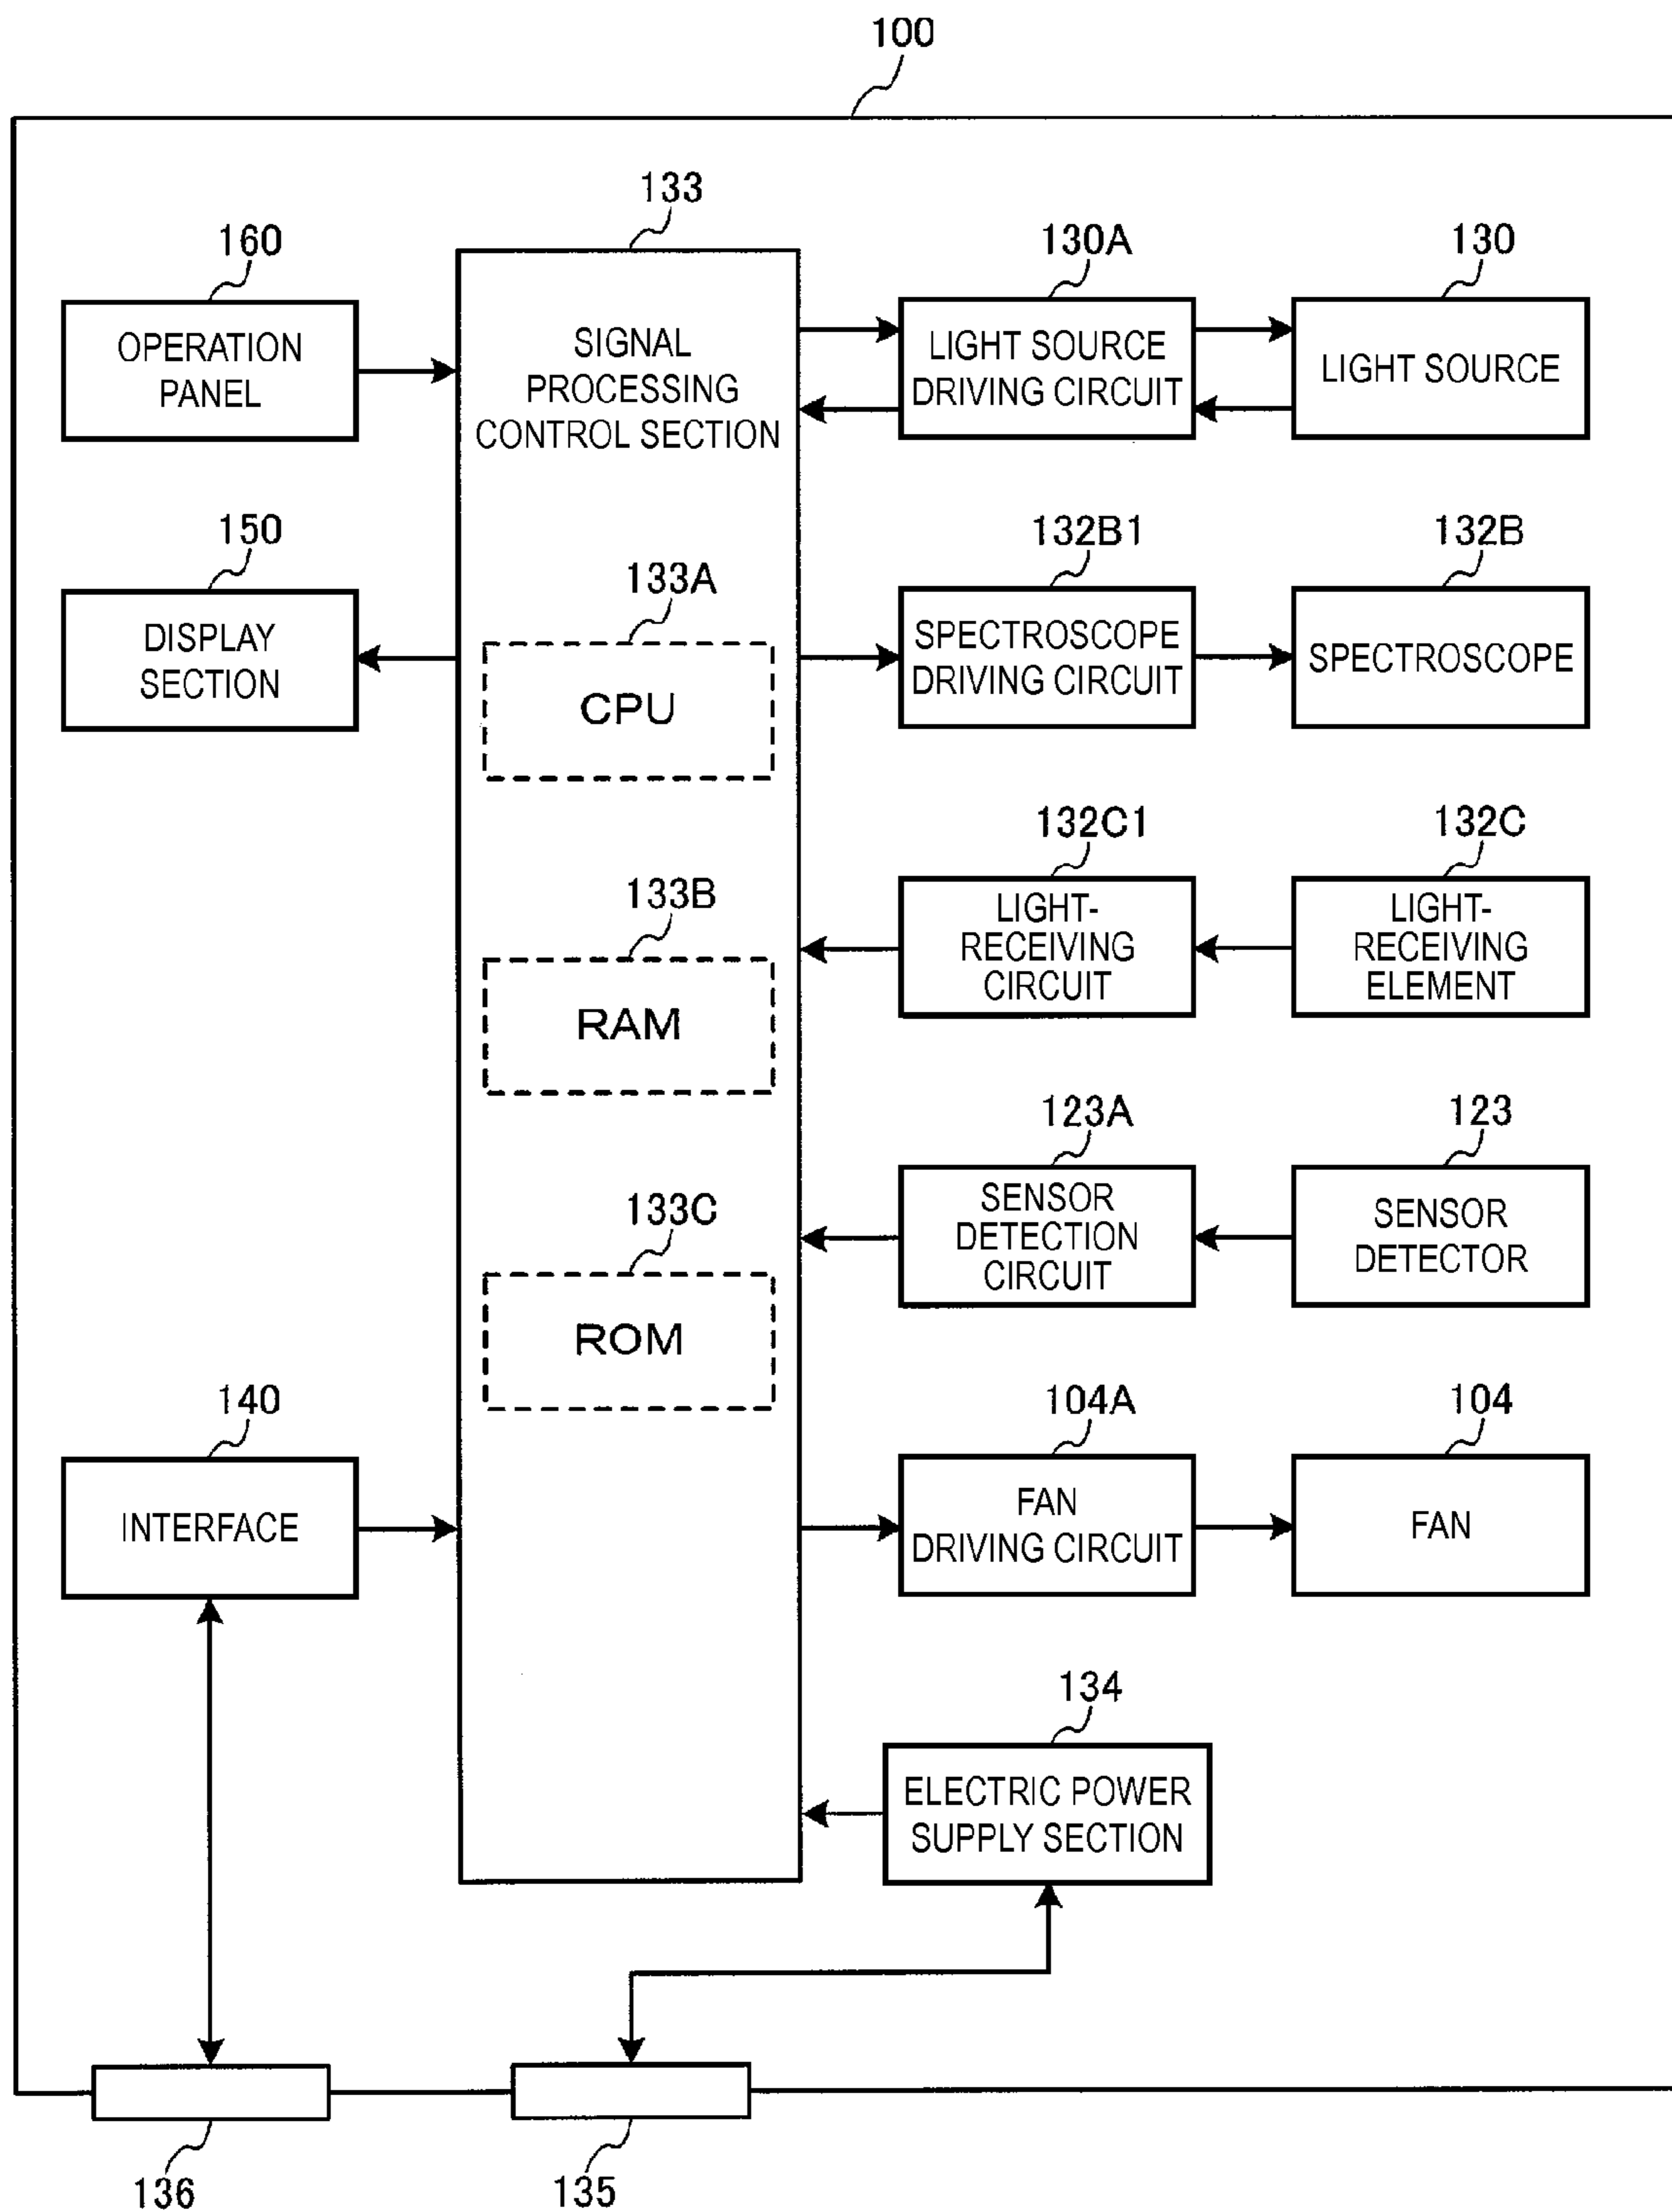 100
133
160
130A
130
OPERATION
PANEL
SIGNAL
PROCESSING
CONTROL SECTION
LIGHT SOURCE
DRIVING CIRCUIT
LIGHT SOURCE
150
132B1
132B
133A
DISPLAY
SECTION
CPU
SPECTROSCOPE
DRIVING CIRCUIT
SPECTROSCOPE
132C1
132C
133B
LIGHT-
RECEIVING
CIRCUIT
LIGHT-
RECEIVING
ELEMENT
RAM
123A
123
133C
SENSOR
DETECTION
CIRCUIT
SENSOR
DETECTOR
ROM
140
104A
104
INTERFACE
FAN
DRIVING CIRCUIT
FAN
134
ELECTRIC POWER
SUPPLY SECTION
136
135